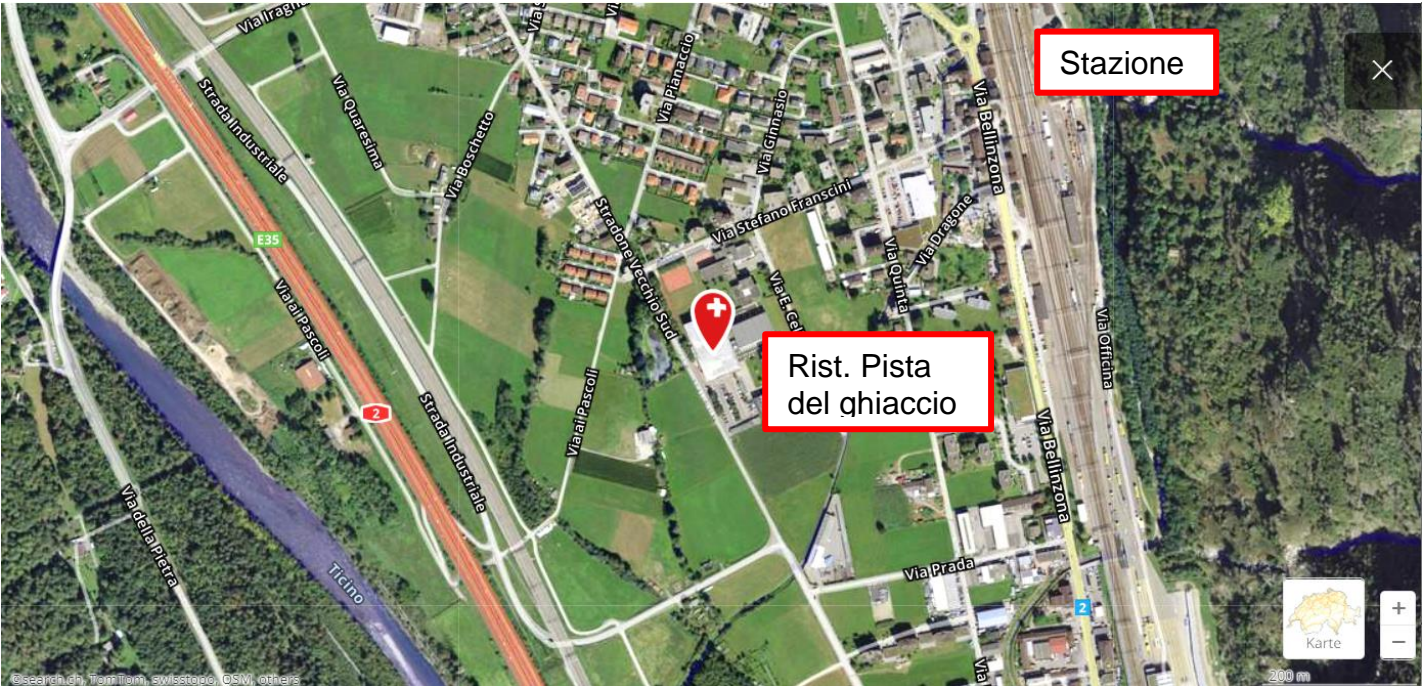 Via Iragna
Stazione
Strada Industriale
Via Quaresima
Via Boschetto
Via Pianaccio
Via Ginnasio
Via Bellinzona
Via Stefano Franscini
Via Dragone
Via Quinta
Stradone Vecchio Sud
E35
Via ai Pascoli
Via E. Cel
Via Officina
Rist. Pista
del ghiaccio
2
Strada Industriale
Via ai Pascoli
Via Bellinzona
Via della Pietra
Ticino
Via Prada
2
Via
Karte
+
−
200 m
©search.ch, TomTom, swisstopo, OSM, others